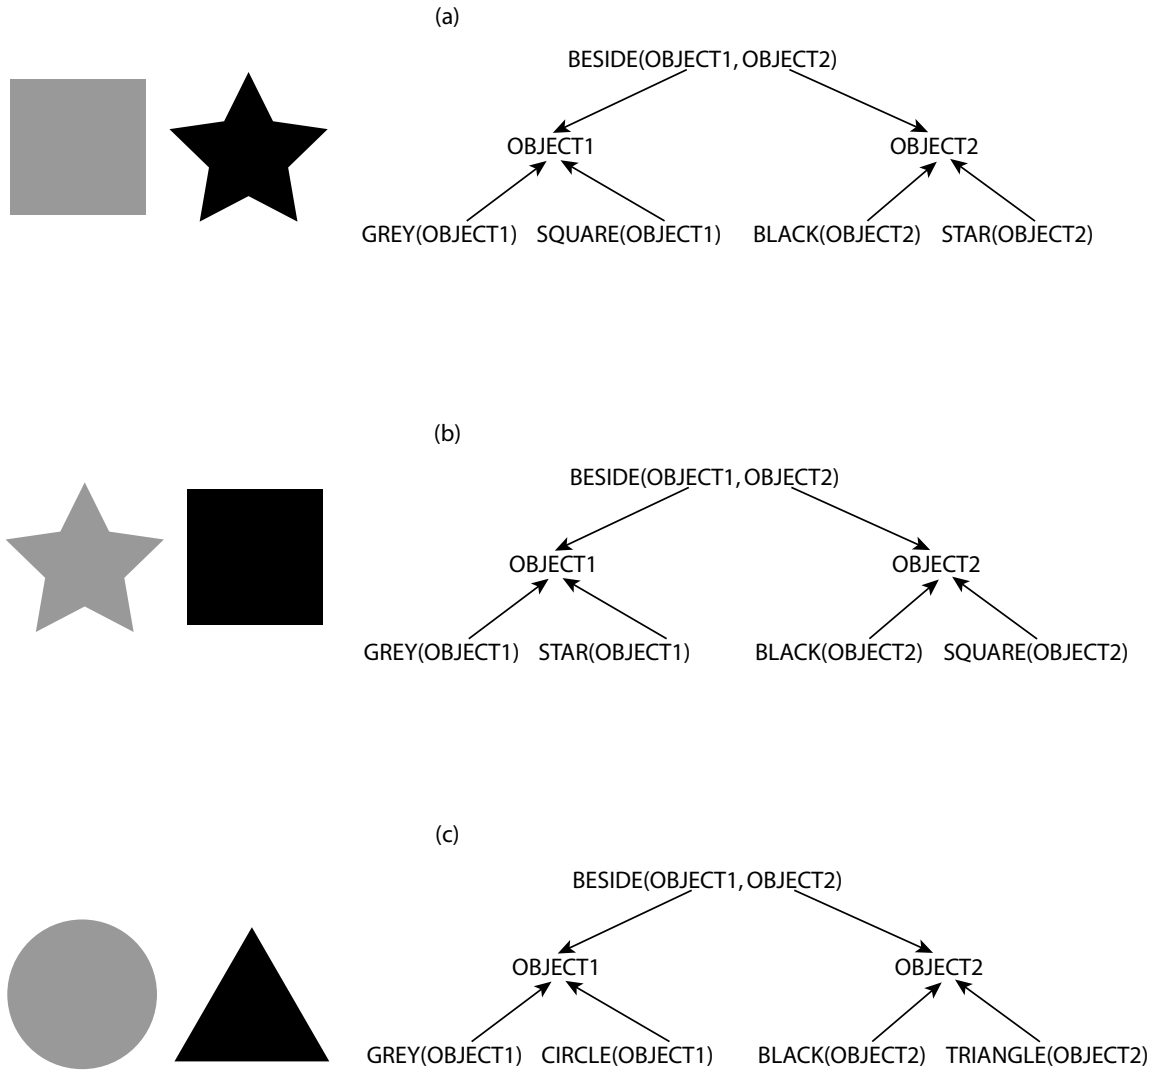 (a)
BESIDE(OBJECT1, OBJECT2)
OBJECT1 OBJECT2
GREY(OBJECT1) SQUARE(OBJECT1) BLACK(OBJECT2) STAR(OBJECT2)
(b)
BESIDE(OBJECT1, OBJECT2)
OBJECT1 OBJECT2
GREY(OBJECT1) STAR(OBJECT1) BLACK(OBJECT2) SQUARE(OBJECT2)
(c)
BESIDE(OBJECT1, OBJECT2)
OBJECT1 OBJECT2
GREY(OBJECT1) CIRCLE(OBJECT1) BLACK(OBJECT2) TRIANGLE(OBJECT2)